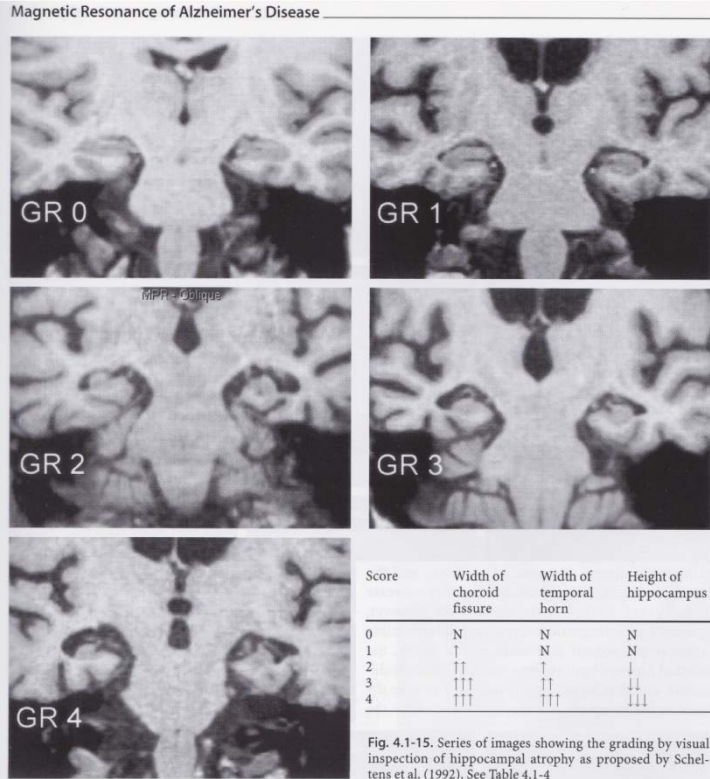 Magnetic Resonance of Alzheimer's Disease
GR 0
GR 1
MPR - Oblique
GR 2
GR 3
GR 4
Score Width of choroid fissure Width of temporal horn Height of hippocampus
0 N N N
1 ↑ N N
2 ↑↑ ↑ ↓
3 ↑↑↑ ↑↑ ↓↓
4 ↑↑↑ ↑↑↑ ↓↓↓
Fig. 4.1-15. Series of images showing the grading by visual
inspection of hippocampal atrophy as proposed by Schel-
tens et al. (1992). See Table 4.1-4